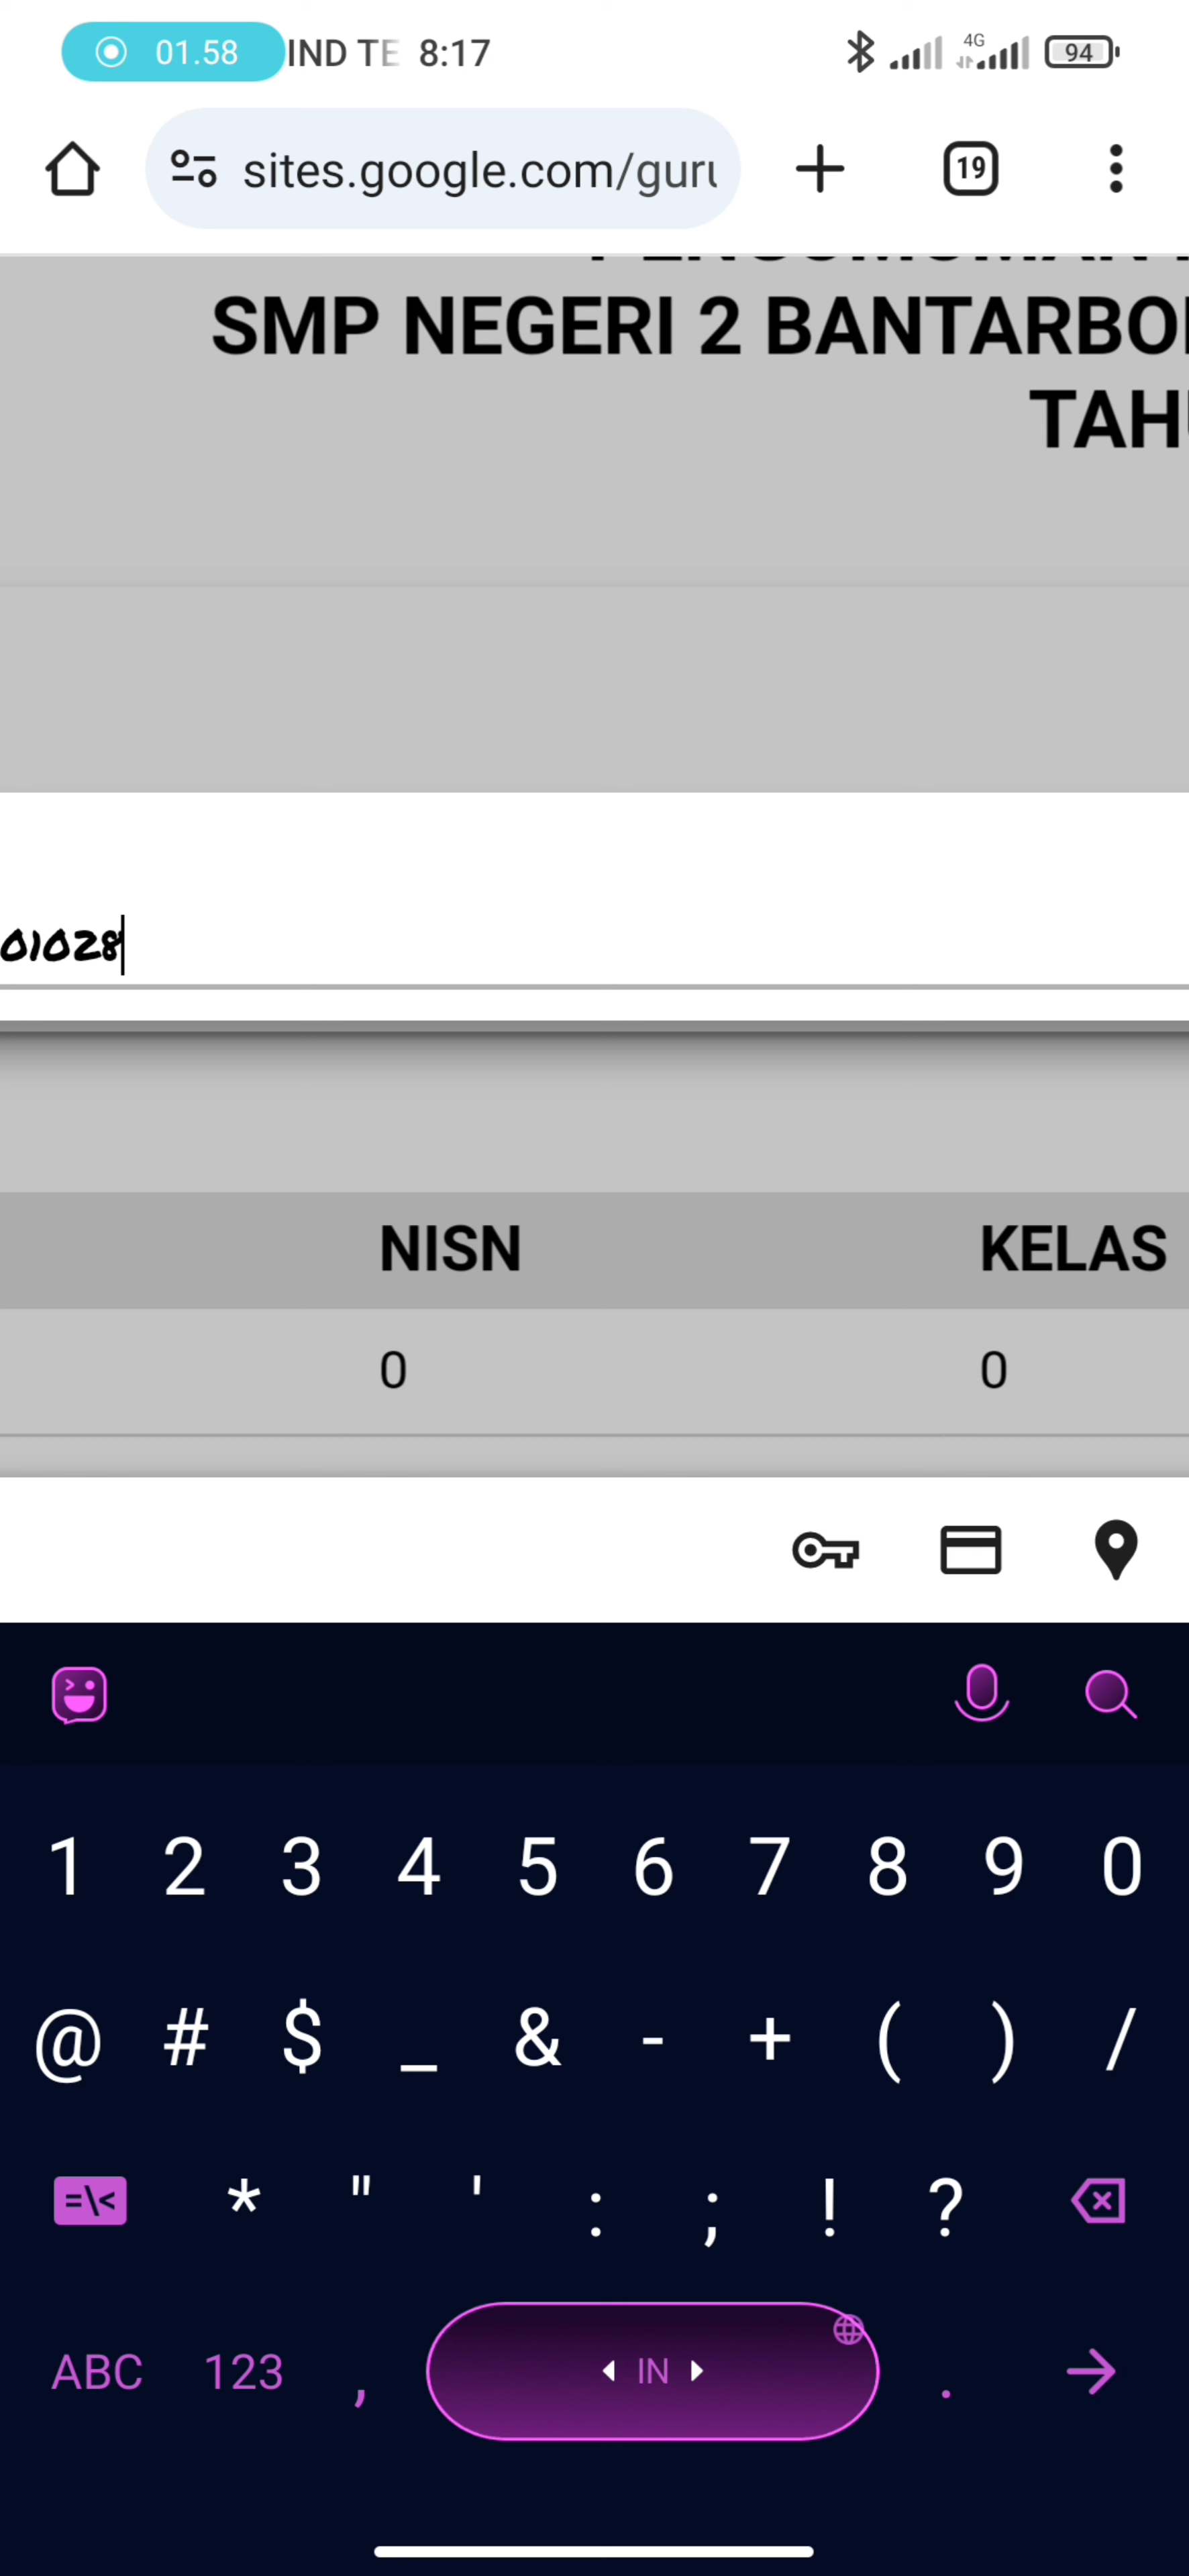 01.58 IND TE 8:17 4G 94
sites.google.com/guru 19
SMP NEGERI 2 BANTARBO
TAHU
01028
NISN KELAS
0 0
1 2 3 4 5 6 7 8 9 0
@ # $ _ & - + ( ) /
=\< * " ' : ; ! ?
ABC 123 , IN .